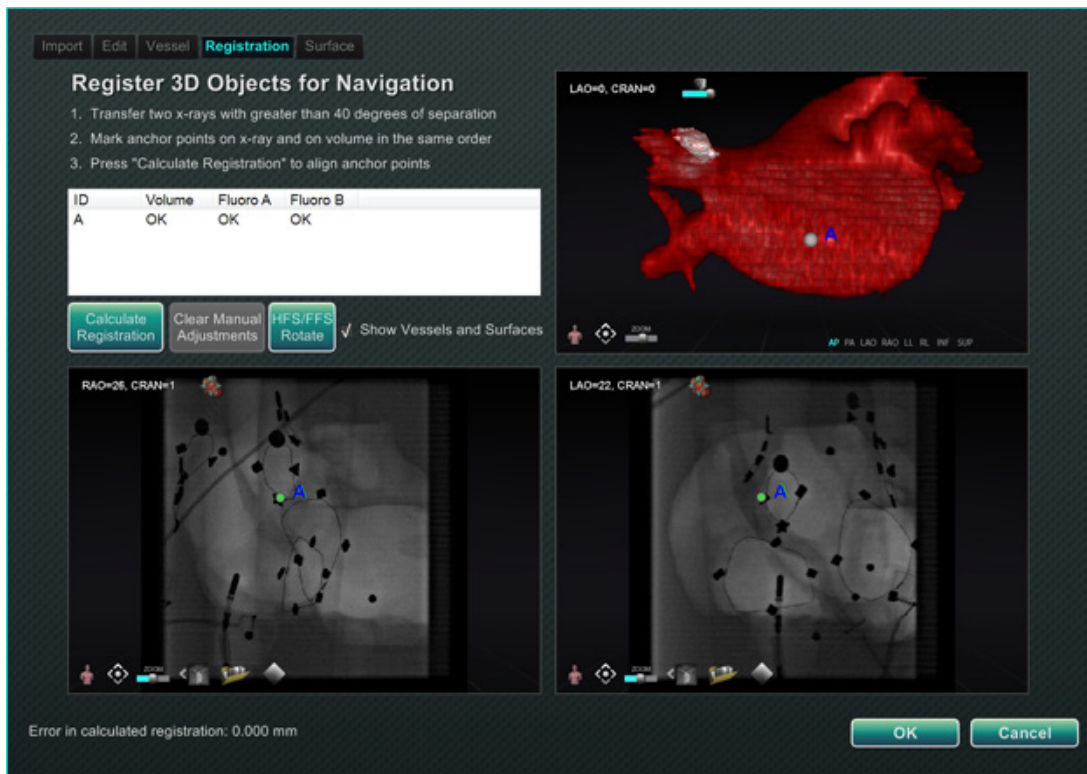 Import Edit Vessel Registration Surface
Register 3D Objects for Navigation
1. Transfer two x-rays with greater than 40 degrees of separation
2. Mark anchor points on x-ray and on volume in the same order
3. Press "Calculate Registration" to align anchor points
ID Volume Fluoro A Fluoro B
A OK OK OK
Calculate
Registration
Clear Manual
Adjustments
HFS/FFS
Rotate
Show Vessels and Surfaces
LAO=0, CRAN=0
A
ZOOM
AP PA LAO RAO LL RL INF SUP
RAO=26, CRAN=1
A
ZOOM
LAO=22, CRAN=1
L
A
ZOOM
Error in calculated registration: 0.000 mm
OK
Cancel